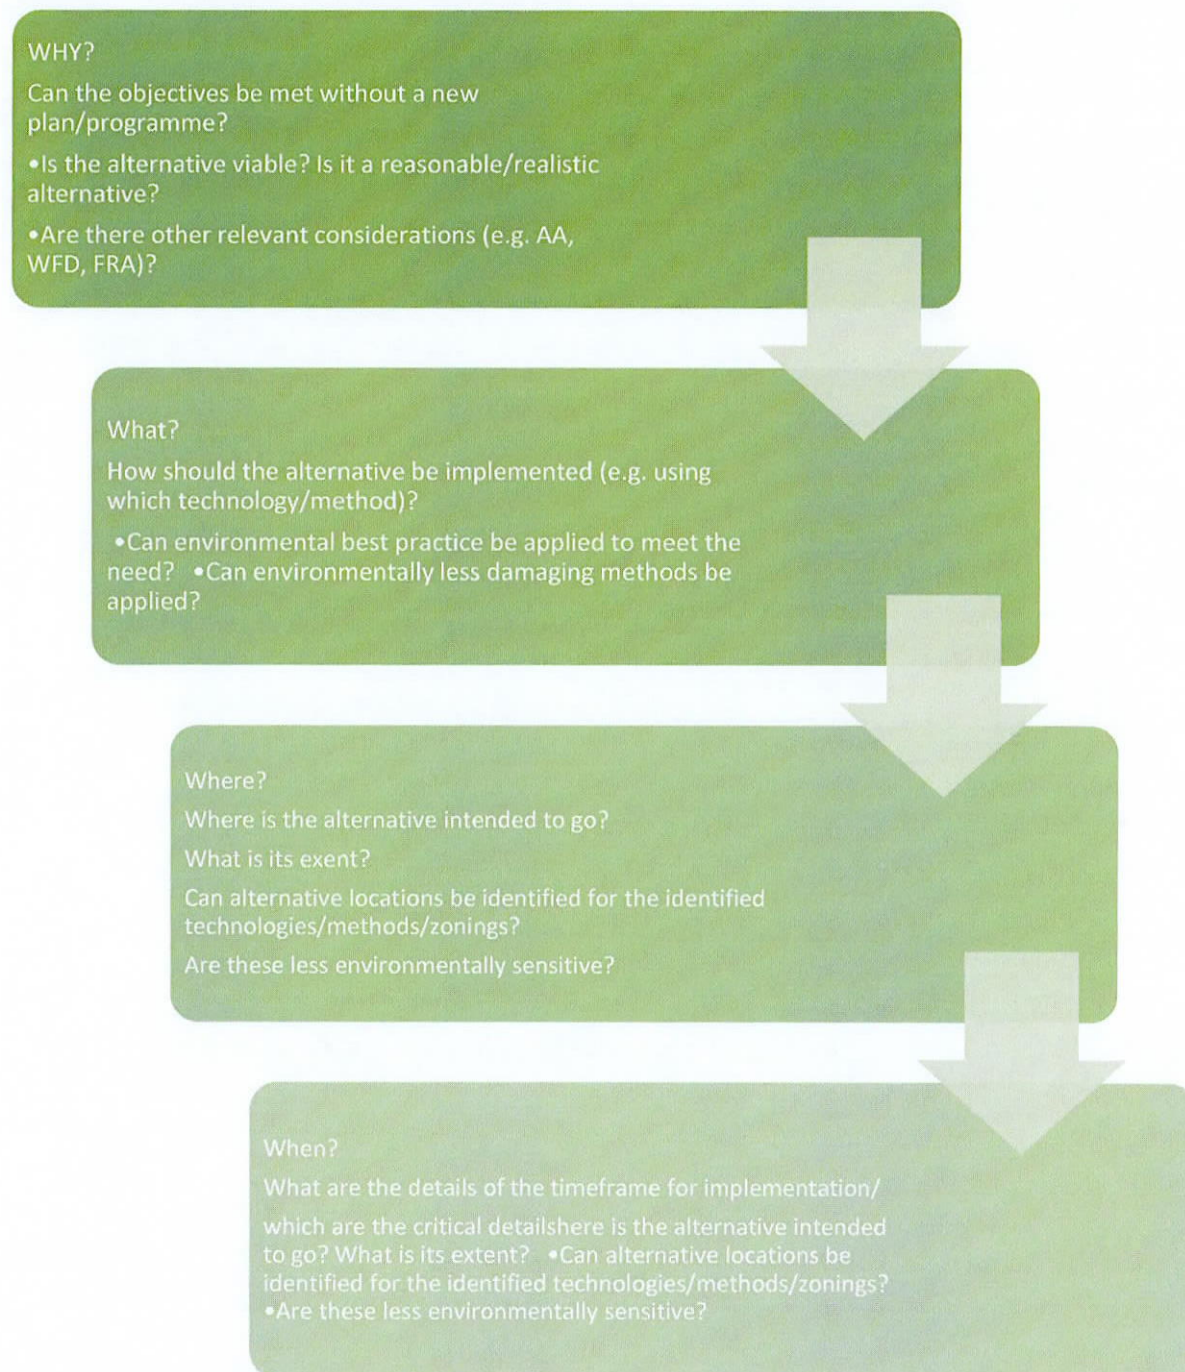 WHY?
Can the objectives be met without a new
plan/programme?
•Is the alternative viable? Is it a reasonable/realistic
alternative?
•Are there other relevant considerations (e.g. AA,
WFD, FRA)?
What?
How should the alternative be implemented (e.g. using
which technology/method)?
•Can environmental best practice be applied to meet the
need? •Can environmentally less damaging methods be
applied?
Where?
Where is the alternative intended to go?
What is its exent?
Can alternative locations be identified for the identified
technologies/methods/zonings?
Are these less environmentally sensitive?
When?
What are the details of the timeframe for implementation/
which are the critical detailshere is the alternative intended
to go? What is its extent? •Can alternative locations be
identified for the identified technologies/methods/zonings?
•Are these less environmentally sensitive?